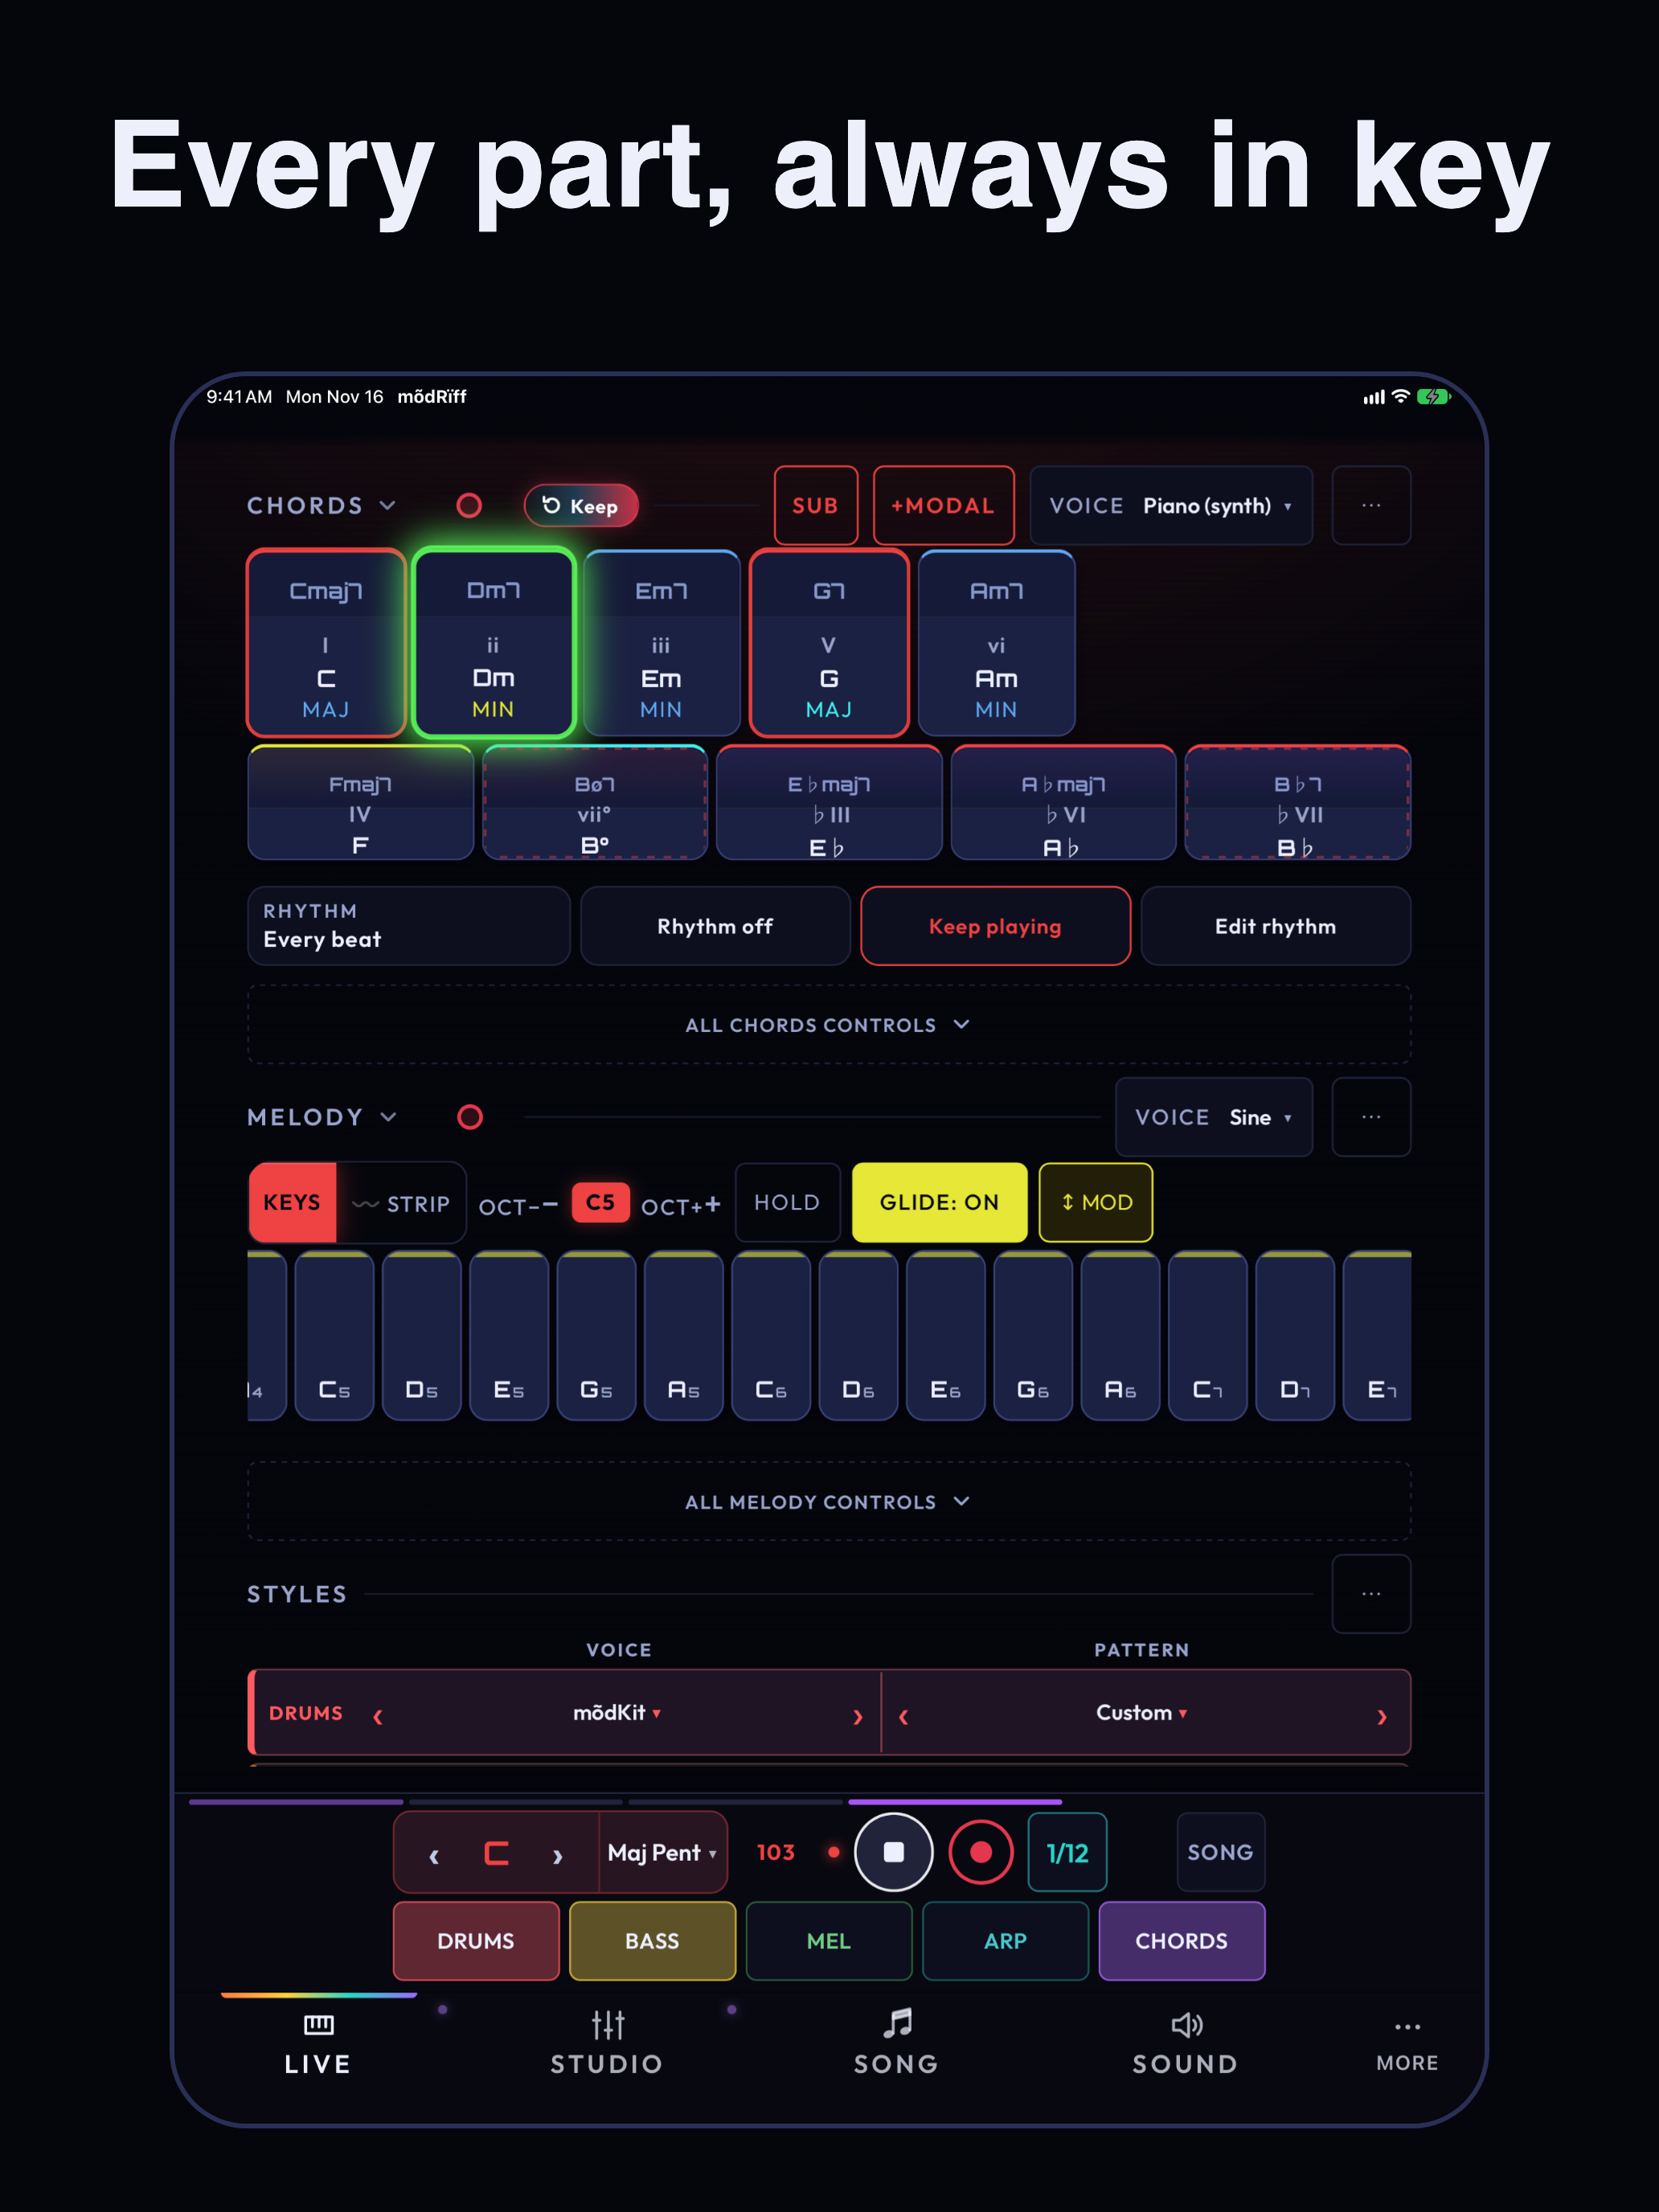 Every part, always in key
9:41 AM Mon Nov 16 mõdRïff
CHORDS Keep SUB +MODAL VOICE Piano (synth) ▾ ...
Cmaj7 Dm7 Em7 G7 Am7
I ii iii V vi
C Dm Em G Am
MAJ MIN MIN MAJ MIN
Fmaj7 Bø7 E♭maj7 A♭maj7 B♭7
IV vii° ♭III ♭VI ♭VII
F B° E♭ A♭ B♭
RHYTHM
Every beat Rhythm off Keep playing Edit rhythm
ALL CHORDS CONTROLS
MELODY VOICE Sine ▾ ...
KEYS STRIP OCT-− C5 OCT++ HOLD GLIDE: ON ↕ MOD
4 C5 D5 E5 G5 A5 C6 D6 E6 G6 A6 C7 D7 E7
ALL MELODY CONTROLS
STYLES ...
VOICE PATTERN
DRUMS ‹ mõdKit ▾ › ‹ Custom ▾ ›
‹ C › Maj Pent ▾ 103 1/12 SONG
DRUMS BASS MEL ARP CHORDS
LIVE STUDIO SONG SOUND MORE